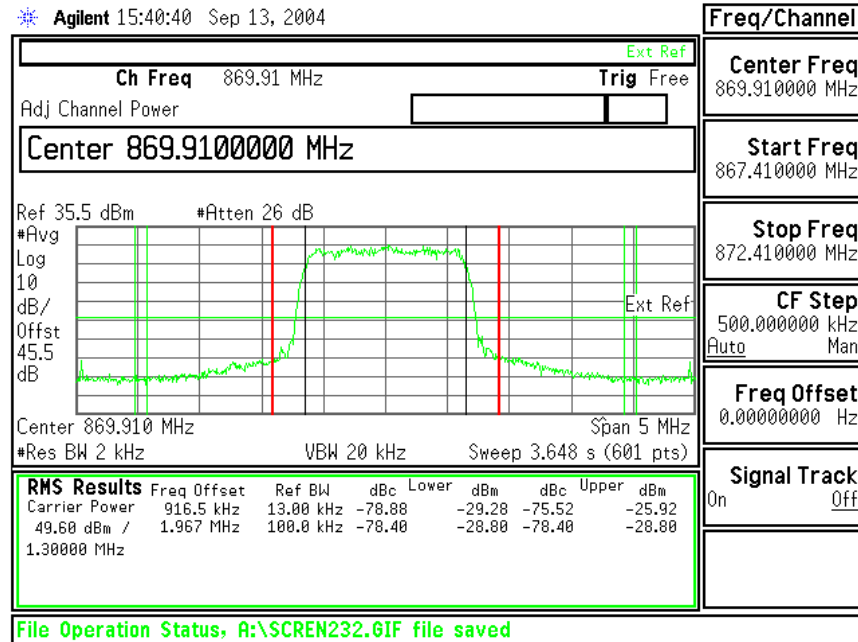 Agilent 15:40:40 Sep 13, 2004
Freq/Channel
Ext Ref
Ch Freq 869.91 MHz Trig Free
Adj Channel Power
Center 869.9100000 MHz
Ref 35.5 dBm #Atten 26 dB
#Avg
Log
10
dB/
Offst
45.5
dB
Ext Ref
Center 869.910 MHz Span 5 MHz
#Res BW 2 kHz VBW 20 kHz Sweep 3.648 s (601 pts)
RMS Results Freq Offset Ref BW dBc Lower dBm dBc Upper dBm
Carrier Power 916.5 kHz 13.00 kHz -78.88 -29.28 -75.52 -25.92
49.60 dBm / 1.967 MHz 100.0 kHz -78.40 -28.80 -78.40 -28.80
1.30000 MHz
File Operation Status, A:\SCREN232.GIF file saved
Center Freq
869.910000 MHz
Start Freq
867.410000 MHz
Stop Freq
872.410000 MHz
CF Step
500.000000 kHz
Auto Man
Freq Offset
0.00000000 Hz
Signal Track
On Off